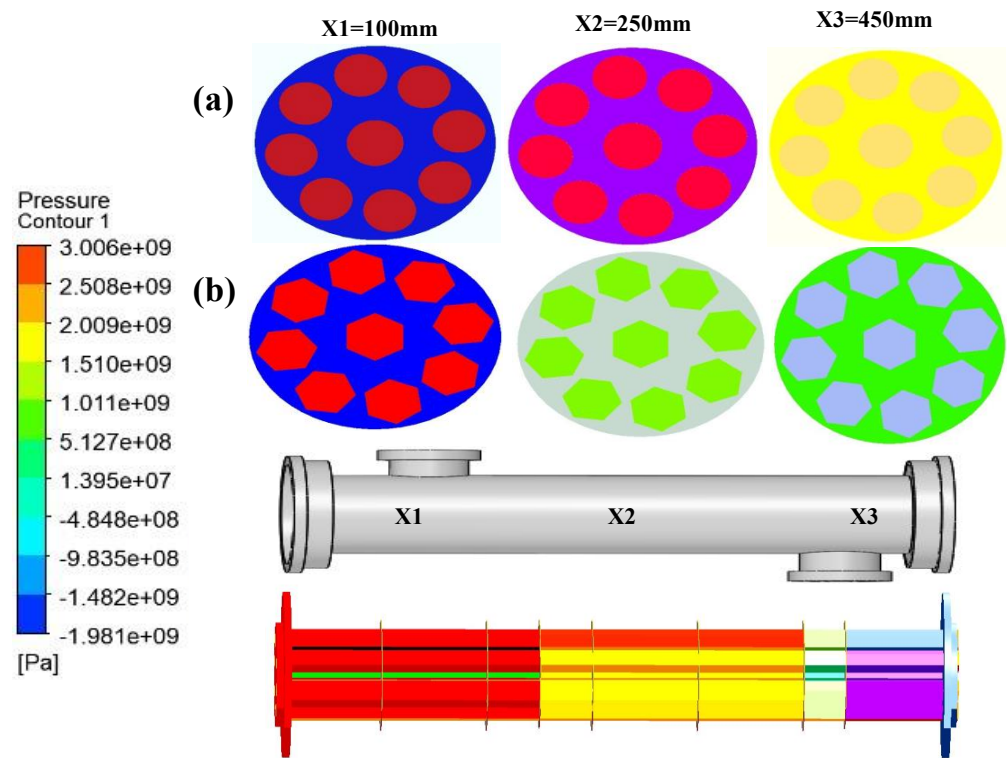 X1=100mm
X2=250mm
X3=450mm
(a)
(b)
Pressure
Contour 1
3.006e+09
2.508e+09
2.009e+09
1.510e+09
1.011e+09
5.127e+08
1.395e+07
-4.848e+08
-9.835e+08
-1.482e+09
-1.981e+09
[Pa]
X1
X2
X3